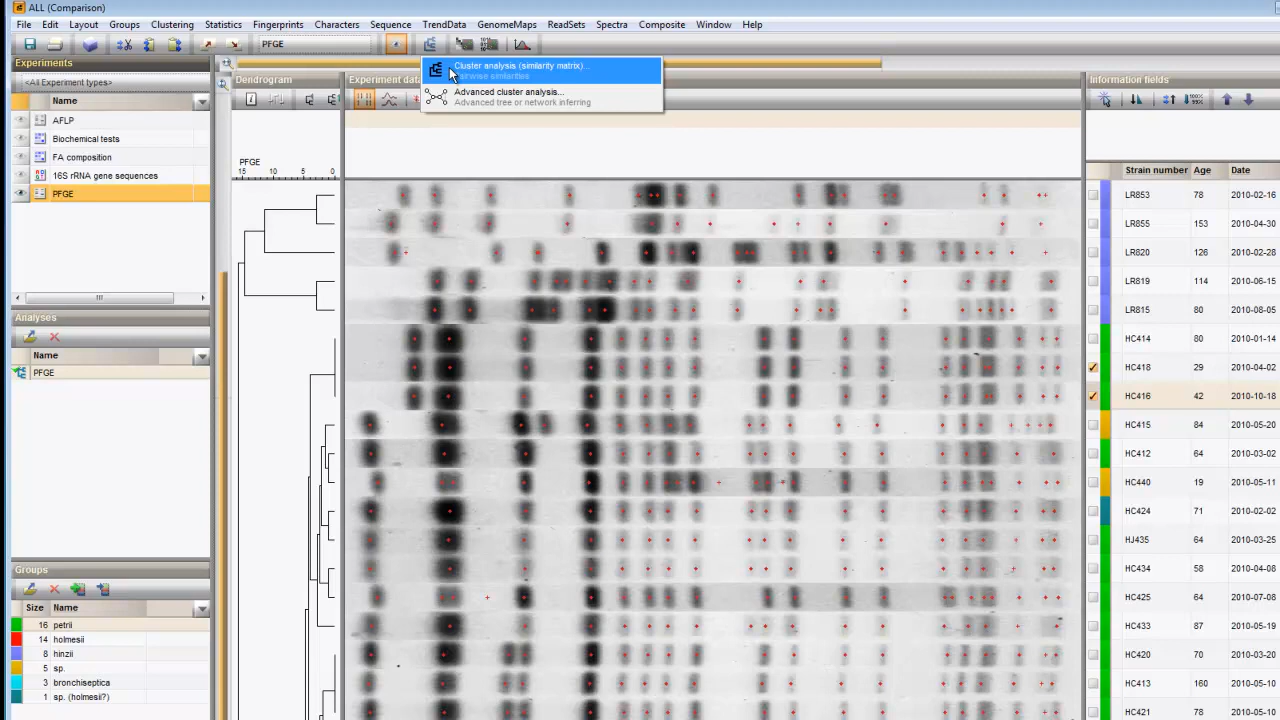 ALL (Comparison)
File Edit Layout Groups Clustering Statistics Fingerprints Characters Sequence TrendData GenomeMaps ReadSets Spectra Composite Window Help
PFGE
Experiments
<All Experiment types>
Name
AFLP
Biochemical tests
FA composition
16S rRNA gene sequences
PFGE
Analyses
Name
PFGE
Groups
Size Name
16 petrii
14 holmesii
8 hinzii
5 sp.
3 bronchiseptica
1 sp. (holmesii?)
Cluster analysis (similarity matrix)...
similarities
Advanced cluster analysis...
Advanced tree or network inferring
Dendrogram
PFGE
15 10 5 0
Experiment data
Information fields
Strain number Age Date
LR853 78 2010-02-16
LR855 153 2010-04-30
LR820 126 2010-02-28
LR819 114 2010-06-15
LR815 80 2010-08-05
HC414 80 2010-01-14
HC418 29 2010-04-02
HC416 42 2010-10-18
HC415 84 2010-05-20
HC412 64 2010-03-02
HC440 19 2010-05-11
HC424 71 2010-02-02
HJ435 64 2010-03-25
HC434 58 2010-04-08
HC425 64 2010-07-08
HC433 87 2010-05-19
HC420 70 2010-03-20
HC413 160 2010-05-10
HC421 78 2010-05-10